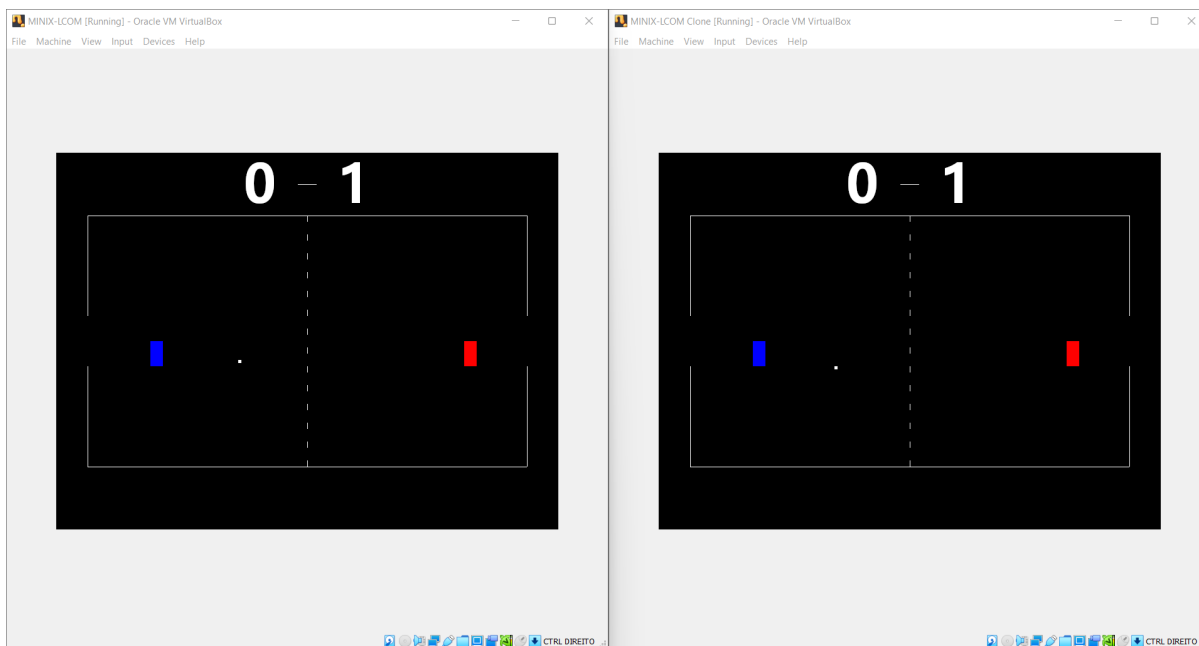 MINIX-LCOM [Running] - Oracle VM VirtualBox
File Machine View Input Devices Help
0 – 1
CTRL DIREITO
MINIX-LCOM Clone [Running] - Oracle VM VirtualBox
File Machine View Input Devices Help
0 – 1
CTRL DIREITO